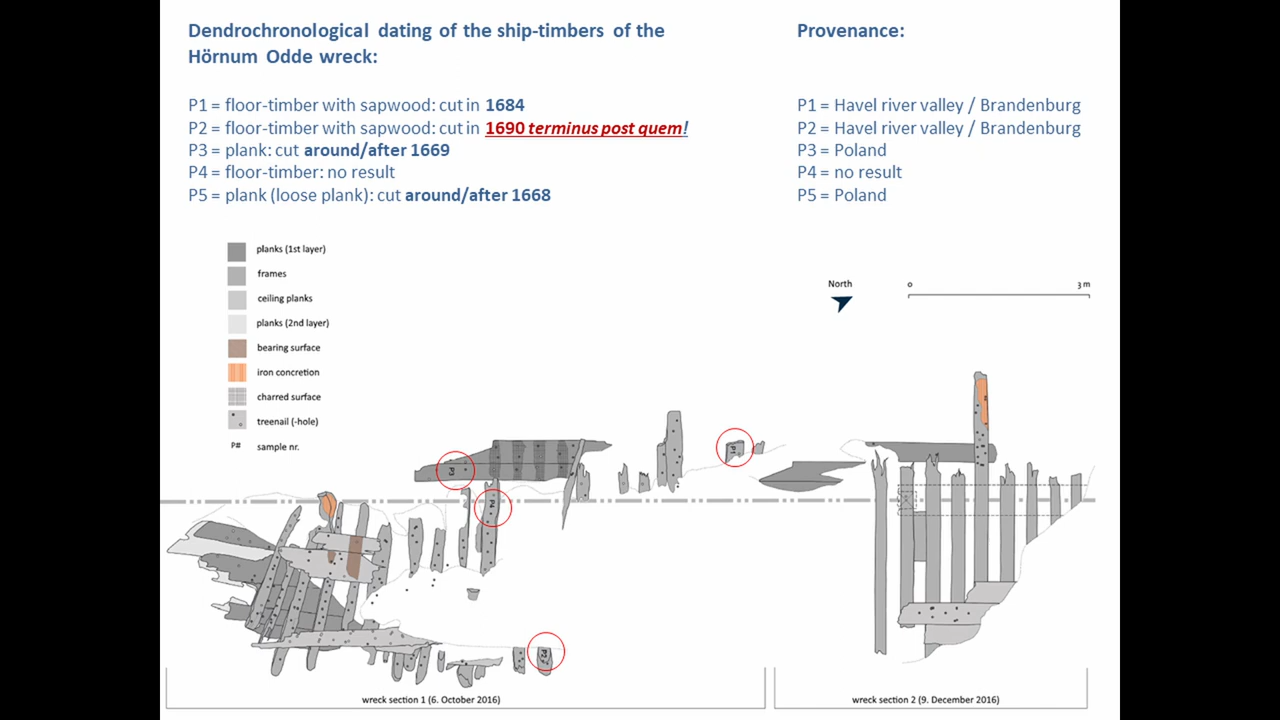 Dendrochronological dating of the ship-timbers of the
Hörnum Odde wreck:
P1 = floor-timber with sapwood: cut in 1684
P2 = floor-timber with sapwood: cut in 1690 terminus post quem!
P3 = plank: cut around/after 1669
P4 = floor-timber: no result
P5 = plank (loose plank): cut around/after 1668
Provenance:
P1 = Havel river valley / Brandenburg
P2 = Havel river valley / Brandenburg
P3 = Poland
P4 = no result
P5 = Poland
planks (1st layer)
frames
ceiling planks
planks (2nd layer)
bearing surface
iron concretion
charred surface
treenail (-hole)
P# sample nr.
North
0 3 m
P1
P3
P4
P2
wreck section 1 (6. October 2016)
wreck section 2 (9. December 2016)